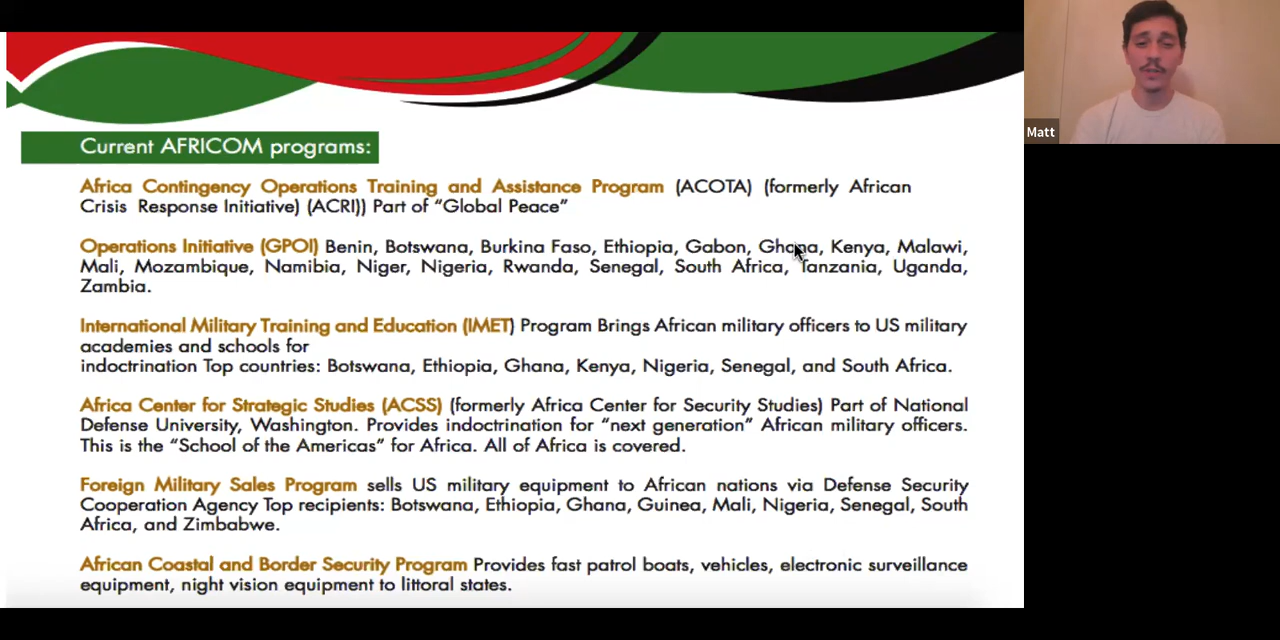 Current AFRICOM programs:
Africa Contingency Operations Training and Assistance Program (ACOTA) (formerly African
Crisis Response Initiative) (ACRI)) Part of “Global Peace”
Operations Initiative (GPOI) Benin, Botswana, Burkina Faso, Ethiopia, Gabon, Ghana, Kenya, Malawi,
Mali, Mozambique, Namibia, Niger, Nigeria, Rwanda, Senegal, South Africa, Tanzania, Uganda,
Zambia.
International Military Training and Education (IMET) Program Brings African military officers to US military
academies and schools for
indoctrination Top countries: Botswana, Ethiopia, Ghana, Kenya, Nigeria, Senegal, and South Africa.
Africa Center for Strategic Studies (ACSS) (formerly Africa Center for Security Studies) Part of National
Defense University, Washington. Provides indoctrination for “next generation” African military officers.
This is the “School of the Americas” for Africa. All of Africa is covered.
Foreign Military Sales Program sells US military equipment to African nations via Defense Security
Cooperation Agency Top recipients: Botswana, Ethiopia, Ghana, Guinea, Mali, Nigeria, Senegal, South
Africa, and Zimbabwe.
African Coastal and Border Security Program Provides fast patrol boats, vehicles, electronic surveillance
equipment, night vision equipment to littoral states.
Matt